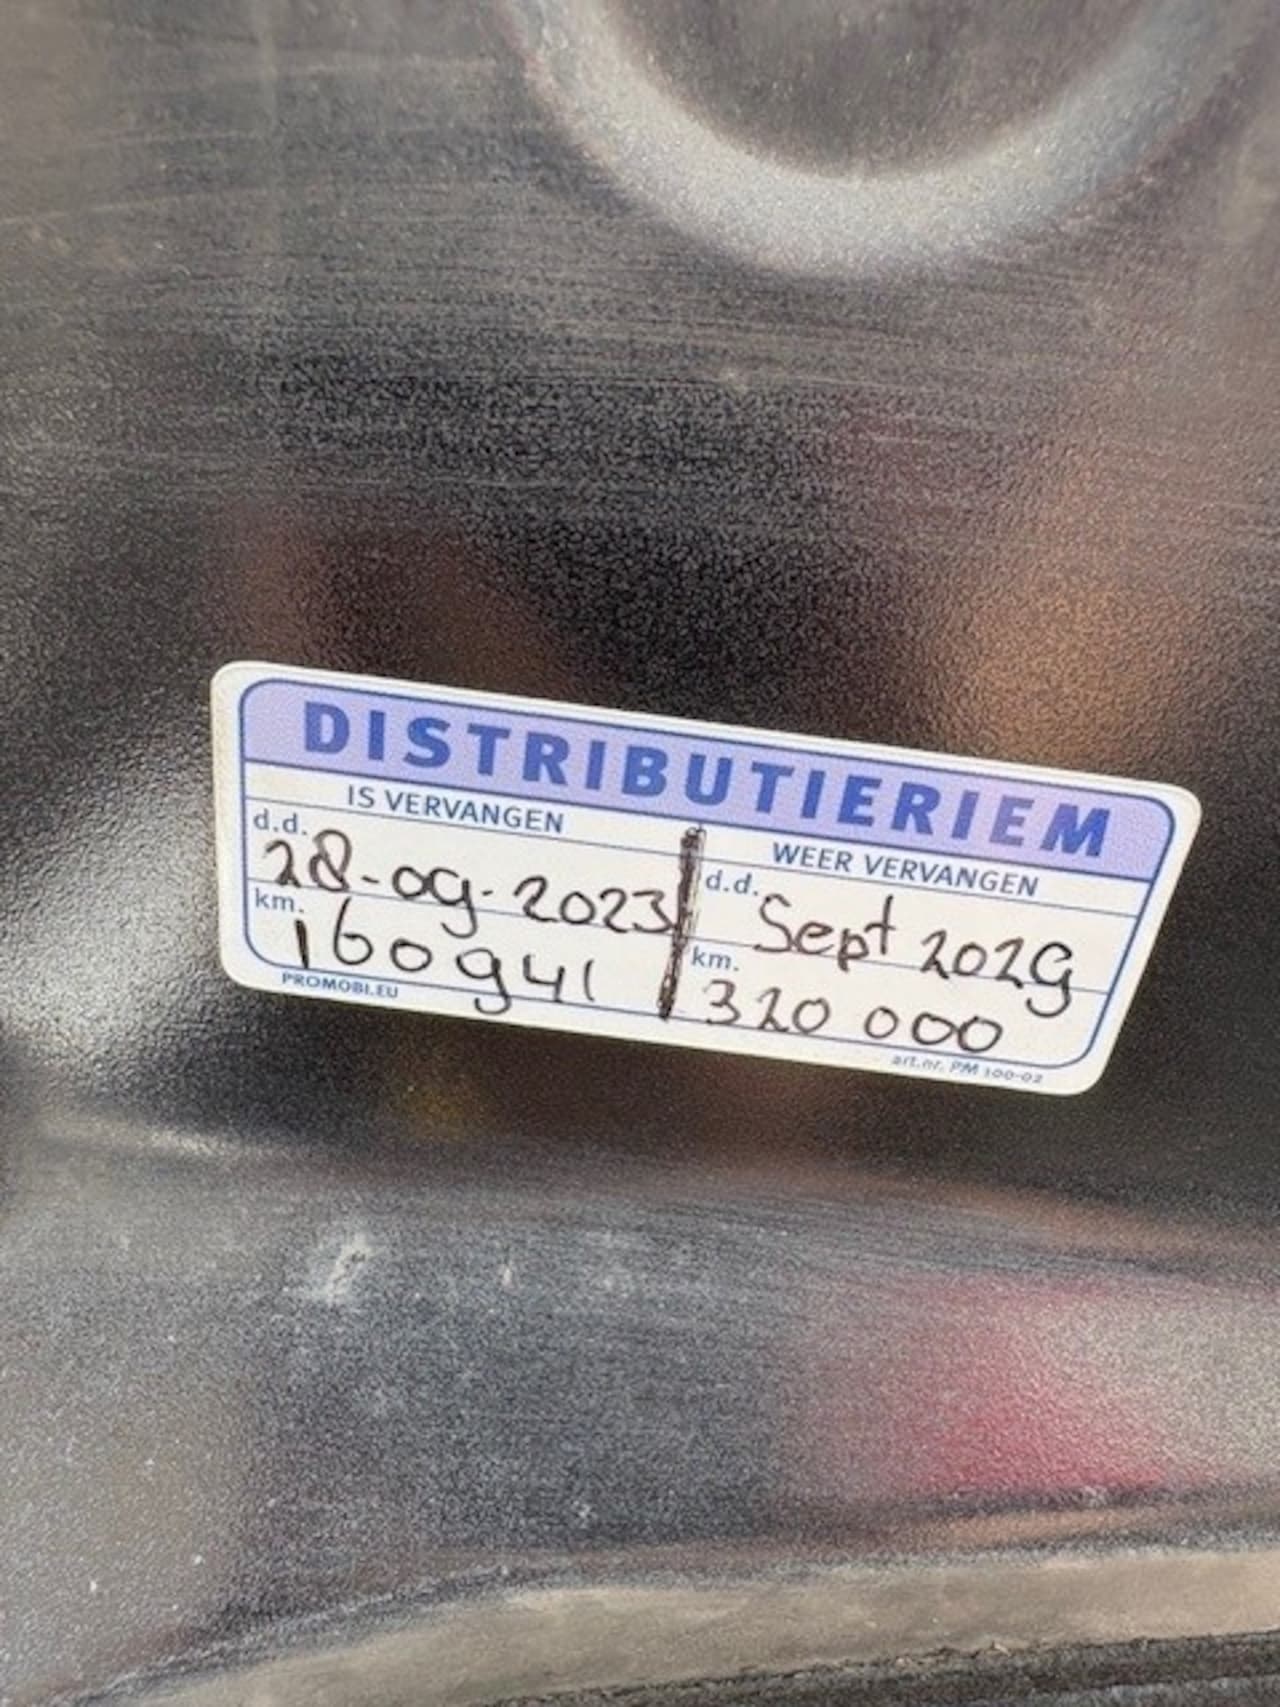 DISTRIBUTIERIEM
IS VERVANGEN
d.d. 28-09-2023
km. 160941
PROMOBI.EU
WEER VERVANGEN
d.d. Sept 2029
km. 320 000
art.nr. PM 100-02